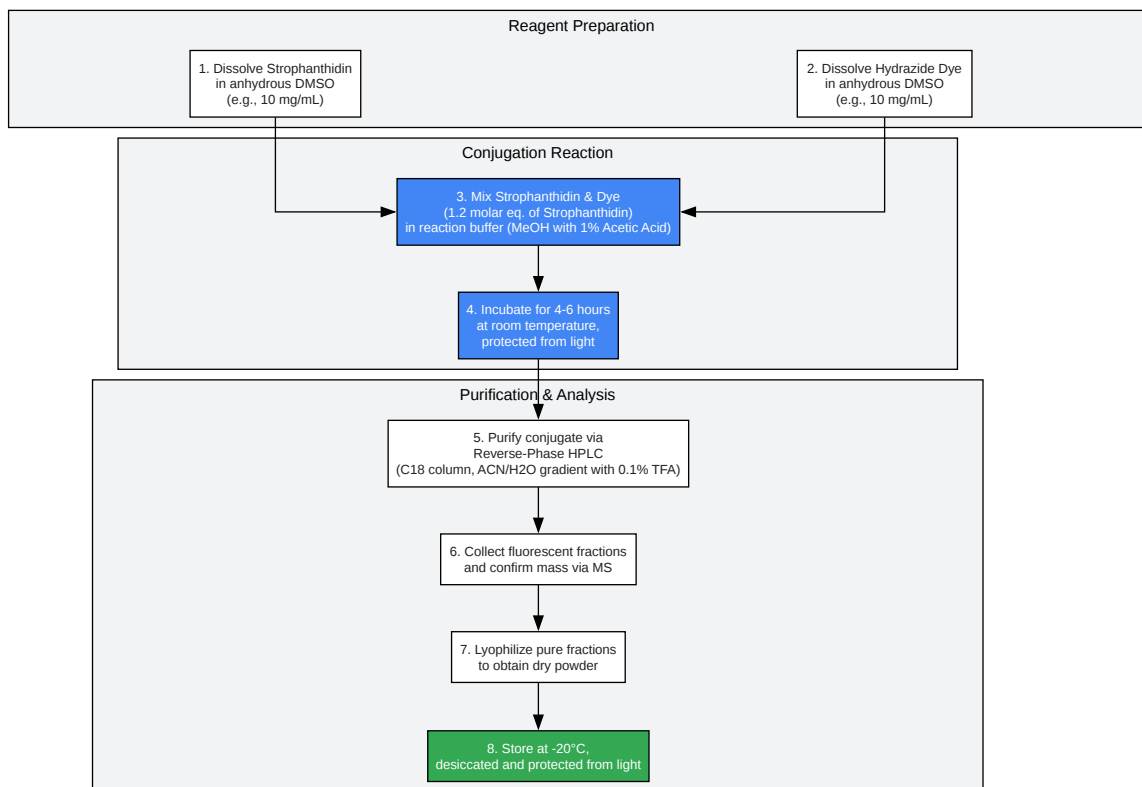 Reagent Preparation
1. Dissolve Strophanthidin
in anhydrous DMSO
(e.g., 10 mg/mL)
2. Dissolve Hydrazide Dye
in anhydrous DMSO
(e.g., 10 mg/mL)
Conjugation Reaction
3. Mix Strophanthidin & Dye
(1.2 molar eq. of Strophanthidin)
in reaction buffer (MeOH with 1% Acetic Acid)
4. Incubate for 4-6 hours
at room temperature,
protected from light
Purification & Analysis
5. Purify conjugate via
Reverse-Phase HPLC
(C18 column, ACN/H2O gradient with 0.1% TFA)
6. Collect fluorescent fractions
and confirm mass via MS
7. Lyophilize pure fractions
to obtain dry powder
8. Store at -20°C,
desiccated and protected from light